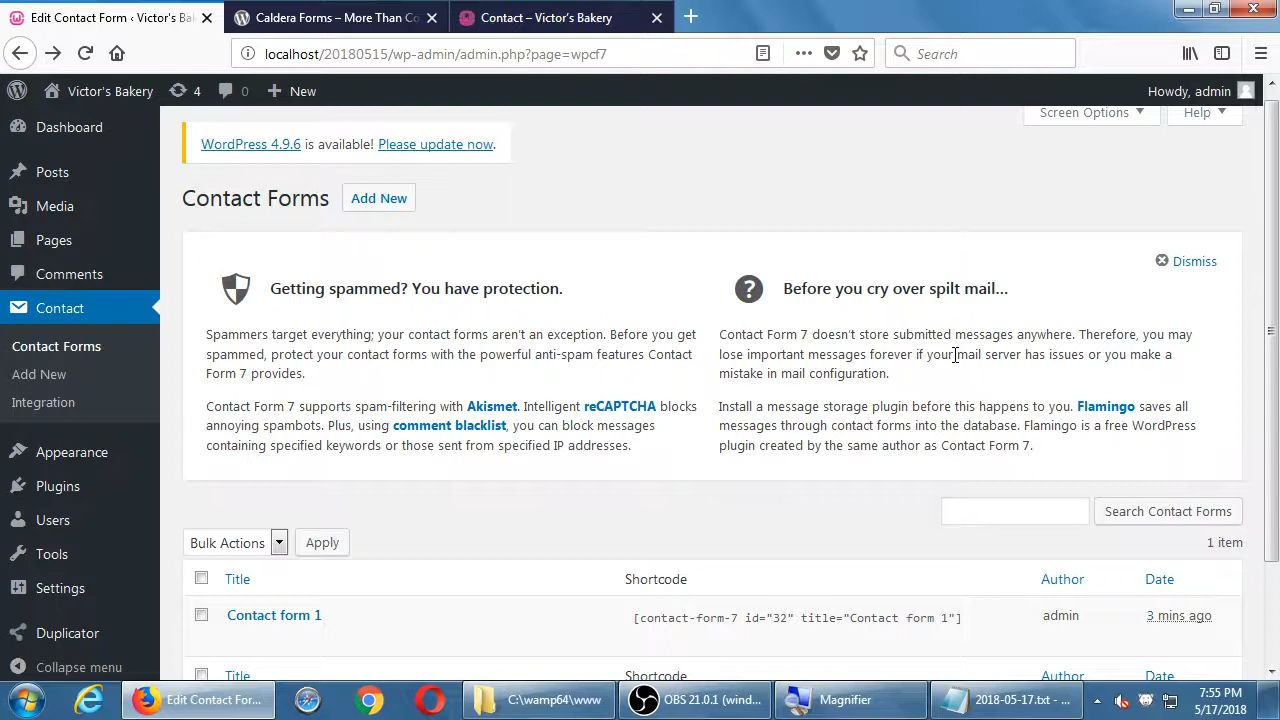 Edit Contact Form ‹ Victor's Ba
Caldera Forms – More Than Co
Contact – Victor's Bakery
localhost/20180515/wp-admin/admin.php?page=wpcf7
Search
Victor's Bakery
4
0
New
Howdy, admin
Dashboard
Posts
Media
Pages
Comments
Contact
Contact Forms
Add New
Integration
Appearance
Plugins
Users
Tools
Settings
Duplicator
Collapse menu
Screen Options
Help
WordPress 4.9.6 is available! Please update now.
Contact Forms
Add New
Dismiss
Getting spammed? You have protection.
Spammers target everything; your contact forms aren't an exception. Before you get
spammed, protect your contact forms with the powerful anti-spam features Contact
Form 7 provides.
Contact Form 7 supports spam-filtering with Akismet. Intelligent reCAPTCHA blocks
annoying spambots. Plus, using comment blacklist, you can block messages
containing specified keywords or those sent from specified IP addresses.
Before you cry over spilt mail...
Contact Form 7 doesn't store submitted messages anywhere. Therefore, you may
lose important messages forever if your mail server has issues or you make a
mistake in mail configuration.
Install a message storage plugin before this happens to you. Flamingo saves all
messages through contact forms into the database. Flamingo is a free WordPress
plugin created by the same author as Contact Form 7.
Search Contact Forms
Bulk Actions
Apply
1 item
Title
Shortcode
Author
Date
Contact form 1
[contact-form-7 id="32" title="Contact form 1"]
admin
3 mins ago
Title
Shortcode
Author
Date
Edit Contact For...
C:\wamp64\www
OBS 21.0.1 (wind...
Magnifier
2018-05-17.txt - ...
7:55 PM
5/17/2018